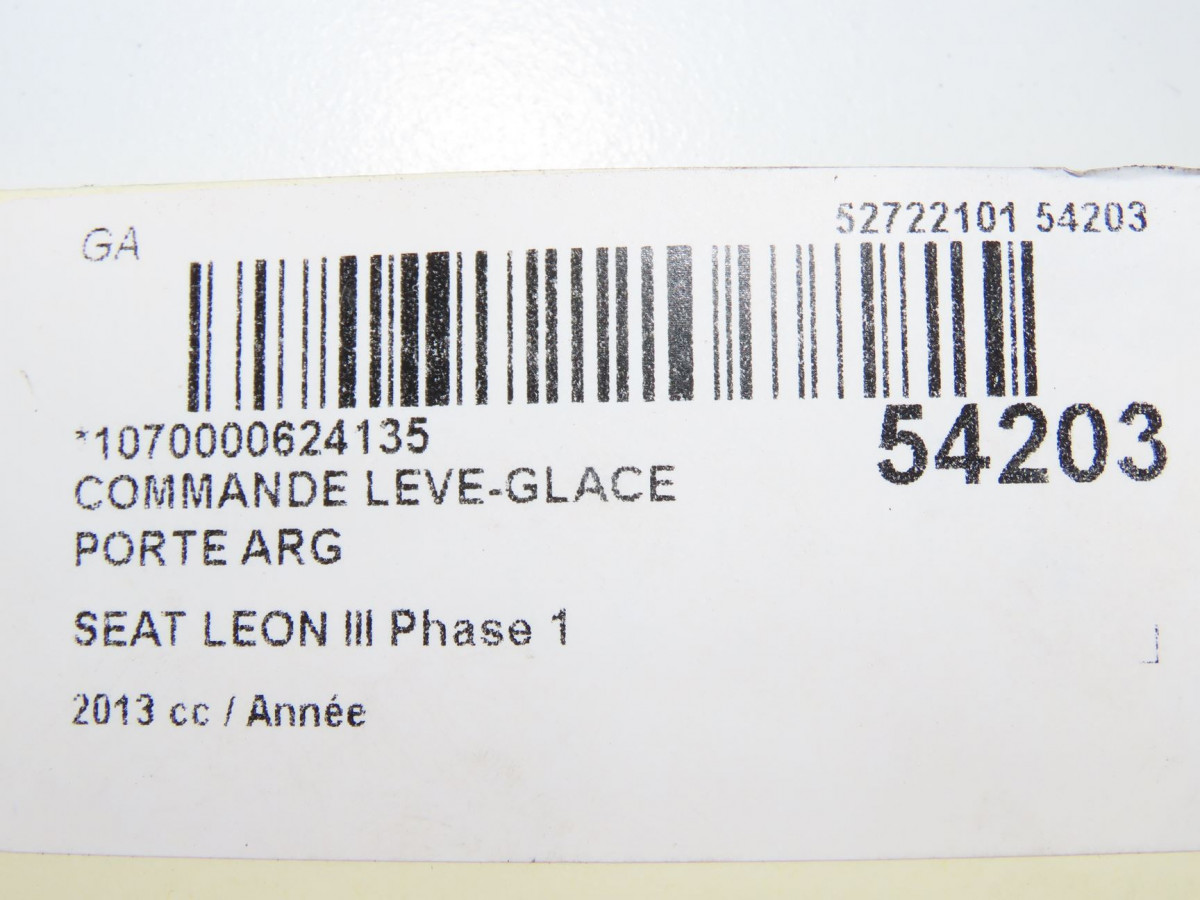 GA
52722101 54203
*1070000624135
54203
COMMANDE LEVE-GLACE
PORTE ARG
SEAT LEON III Phase 1
2013 cc / Année